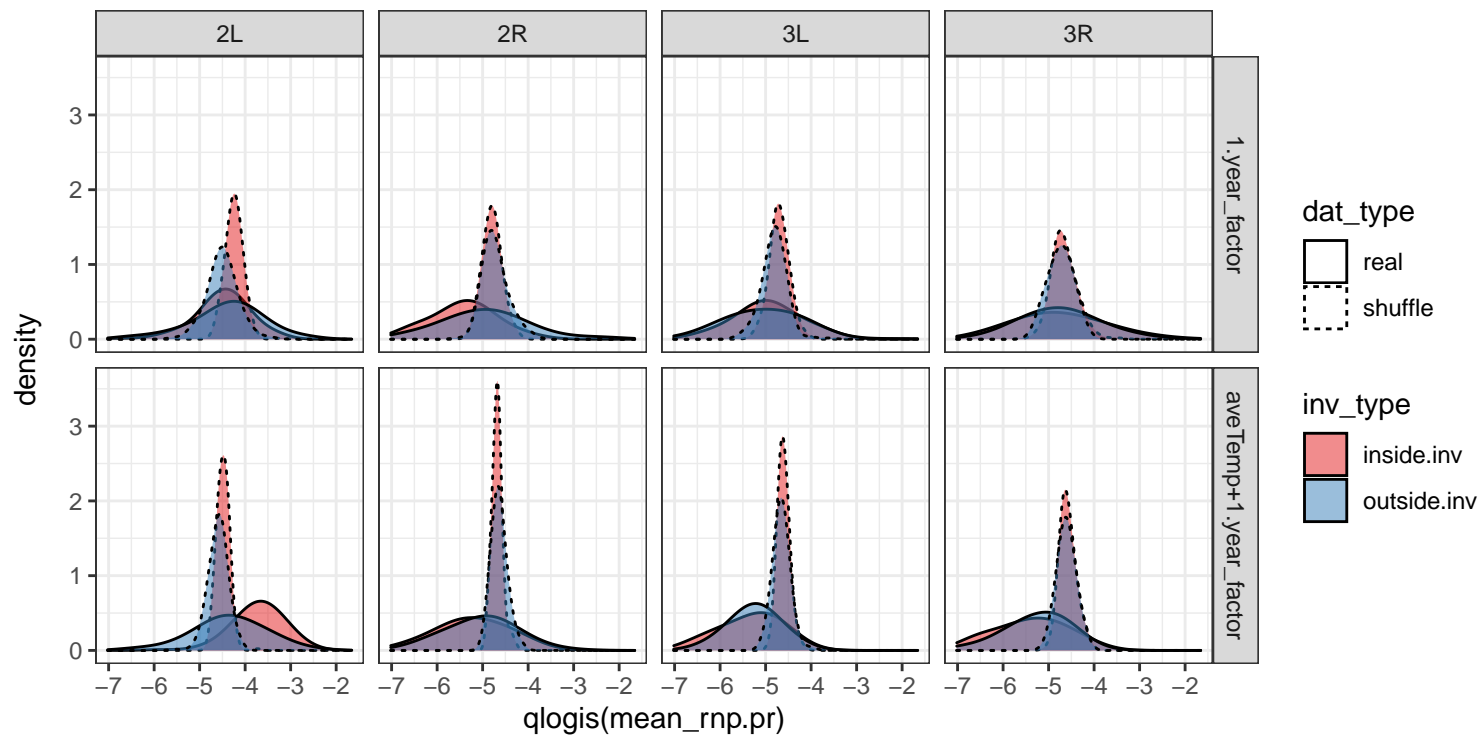 2L 2R 3L 3R
density
3
2
1
0
1.year_factor
3
2
1
0
aveTemp+1.year_factor
−7 −6 −5 −4 −3 −2 −7 −6 −5 −4 −3 −2 −7 −6 −5 −4 −3 −2 −7 −6 −5 −4 −3 −2
qlogis(mean_rnp.pr)
dat_type
real
shuffle
inv_type
inside.inv
outside.inv